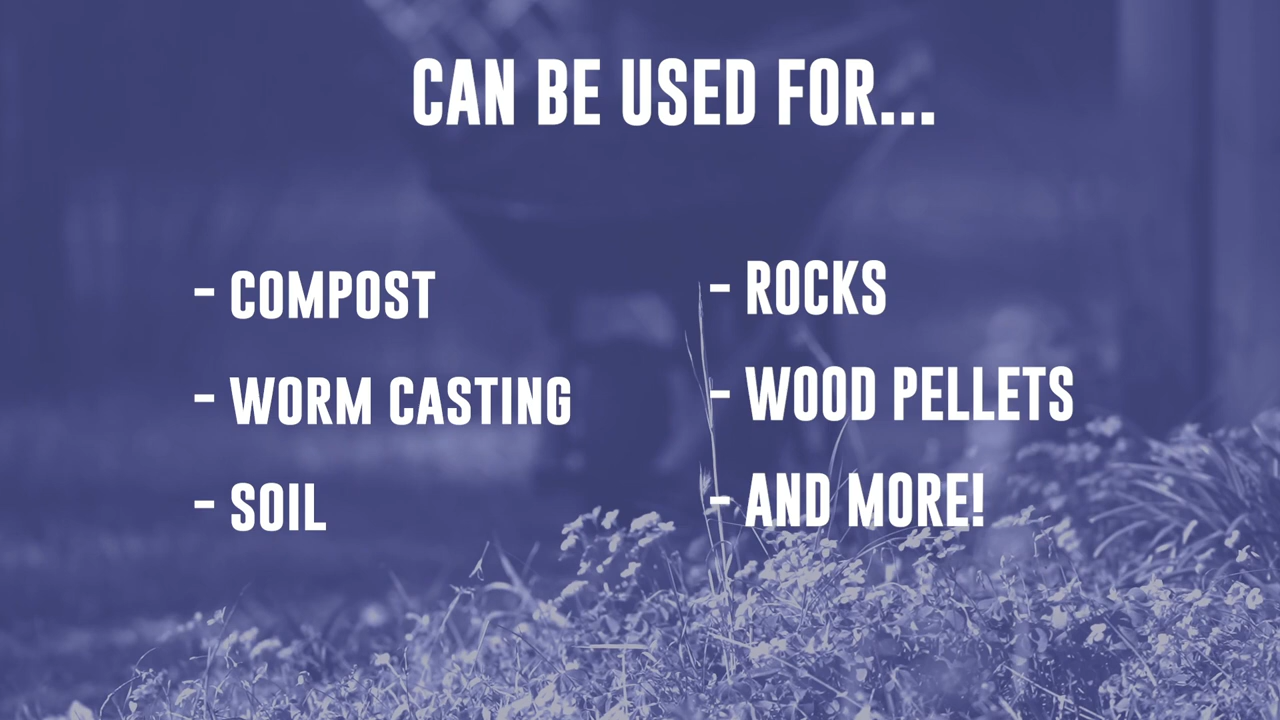 CAN BE USED FOR...
- COMPOST
- WORM CASTING
- SOIL
- ROCKS
- WOOD PELLETS
- AND MORE!